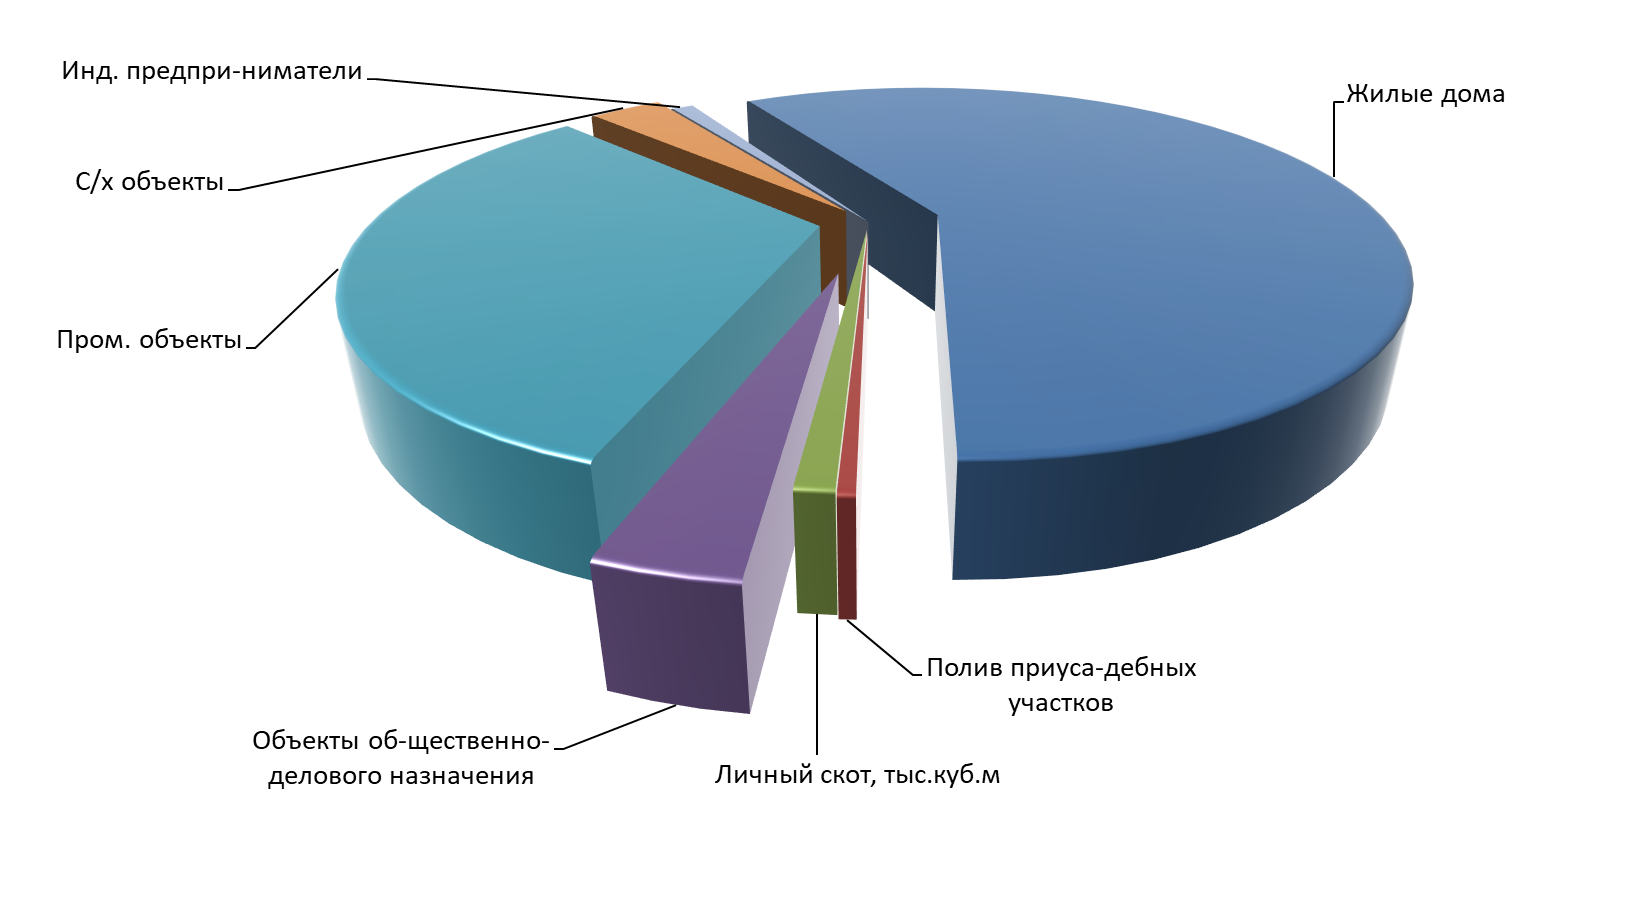 Инд. предпри-ниматели
Жилые дома
С/х объекты
Пром. объекты
Полив приуса-дебных
участков
Объекты об-щественно-
делового назначения
Личный скот, тыс.куб.м